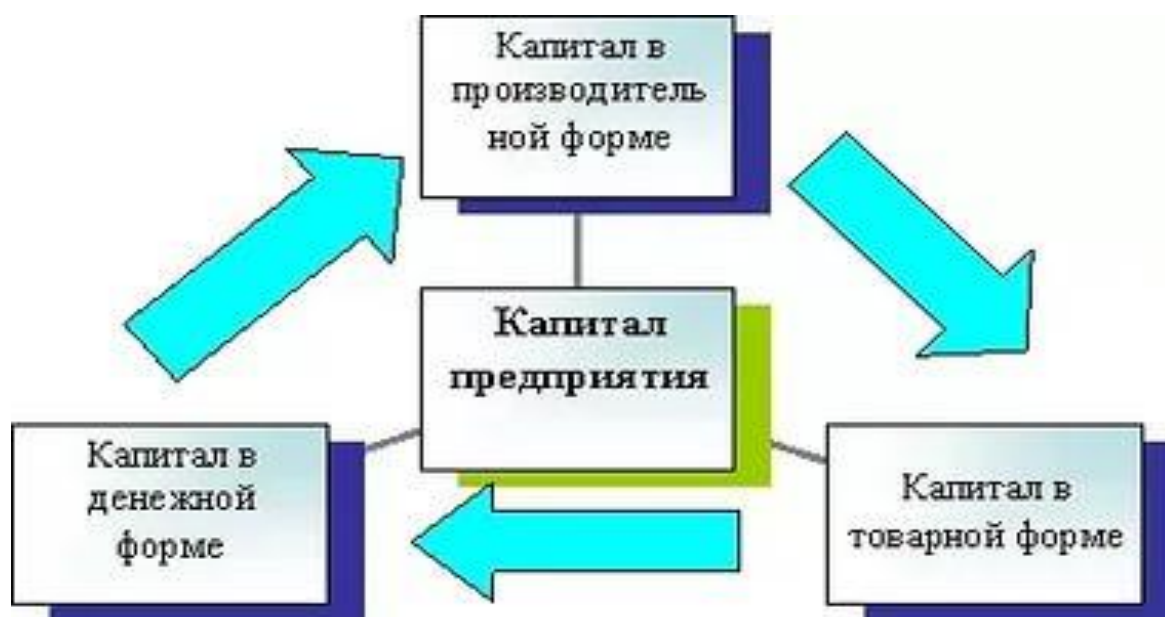 Капитал в
производитель
ной форме
Капитал
предприятия
Капитал в
денежной
форме
Капитал в
товарной форме